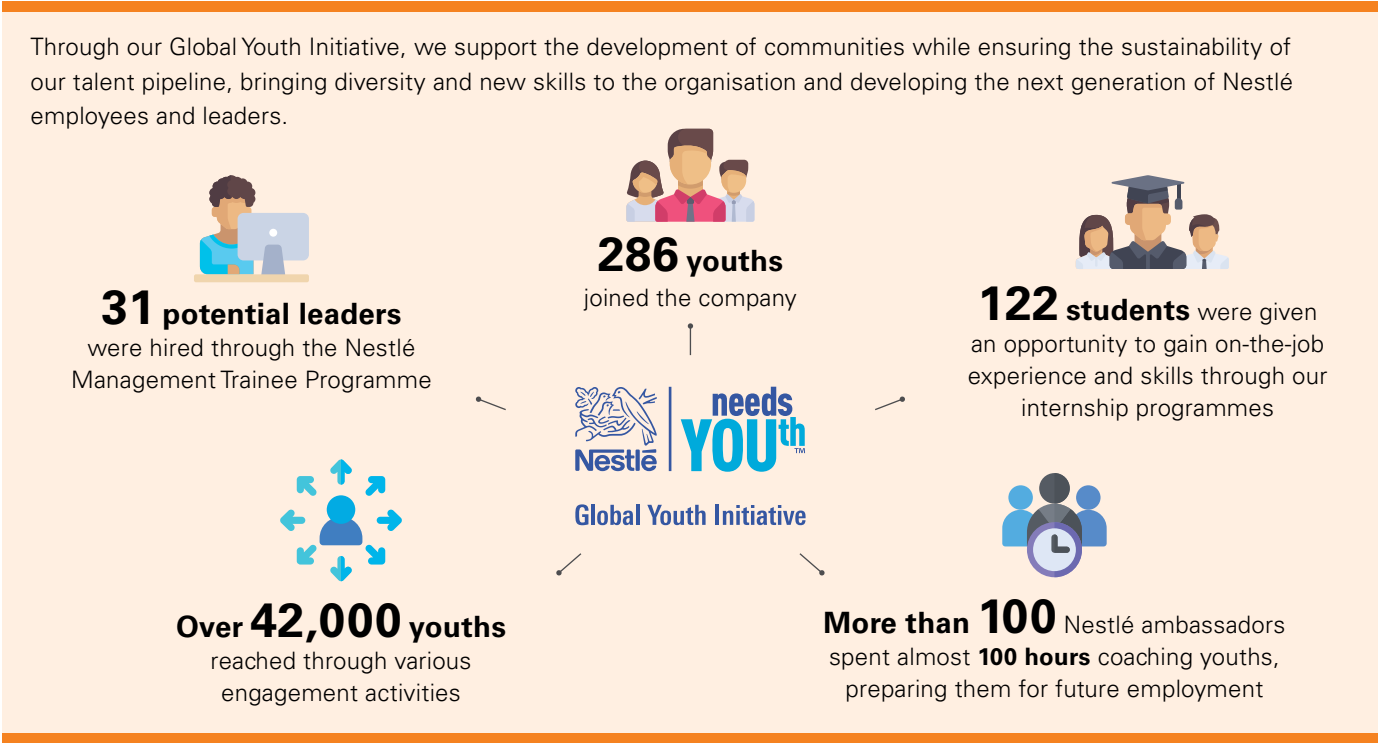 Through our Global Youth Initiative, we support the development of communities while ensuring the sustainability of
our talent pipeline, bringing diversity and new skills to the organisation and developing the next generation of Nestlé
employees and leaders.
31 potential leaders
were hired through the Nestlé
Management Trainee Programme
286 youths
joined the company
122 students were given
an opportunity to gain on-the-job
experience and skills through our
internship programmes
Nestlé
needs
YOUth™
Global Youth Initiative
Over 42,000 youths
reached through various
engagement activities
More than 100 Nestlé ambassadors
spent almost 100 hours coaching youths,
preparing them for future employment